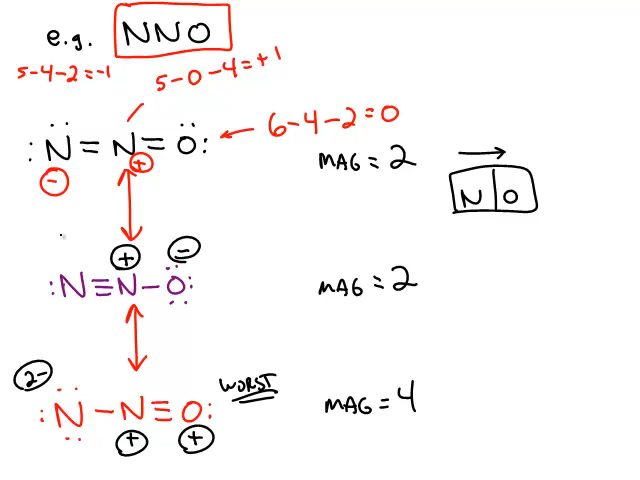 e.g. NNO
5-4-2=-1
5-0-4=+1
6-4-2=0
:N̈=N=Ö:
- +
MAG = 2
→
N O
+ -
:N≡N-O:
MAG = 2
2-
WORST
:N-N≡O:
+ +
MAG = 4